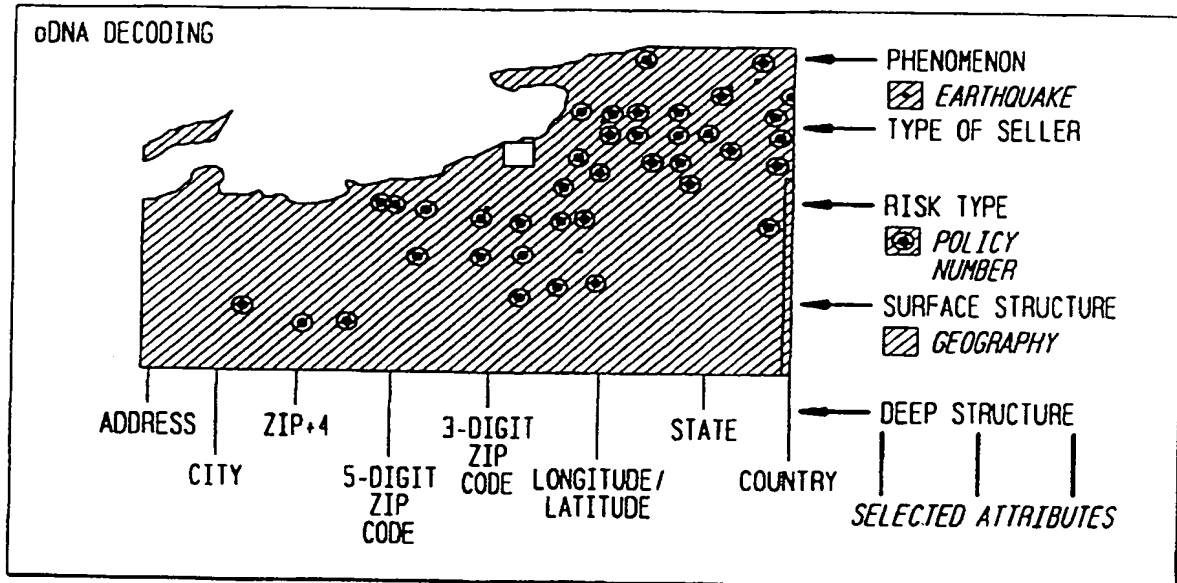 oDNA DECODING
PHENOMENON
EARTHQUAKE
TYPE OF SELLER
RISK TYPE
POLICY
NUMBER
SURFACE STRUCTURE
GEOGRAPHY
DEEP STRUCTURE
SELECTED ATTRIBUTES
ADDRESS
CITY
ZIP+4
5-DIGIT
ZIP
CODE
3-DIGIT
ZIP
CODE
LONGITUDE/
LATITUDE
STATE
COUNTRY